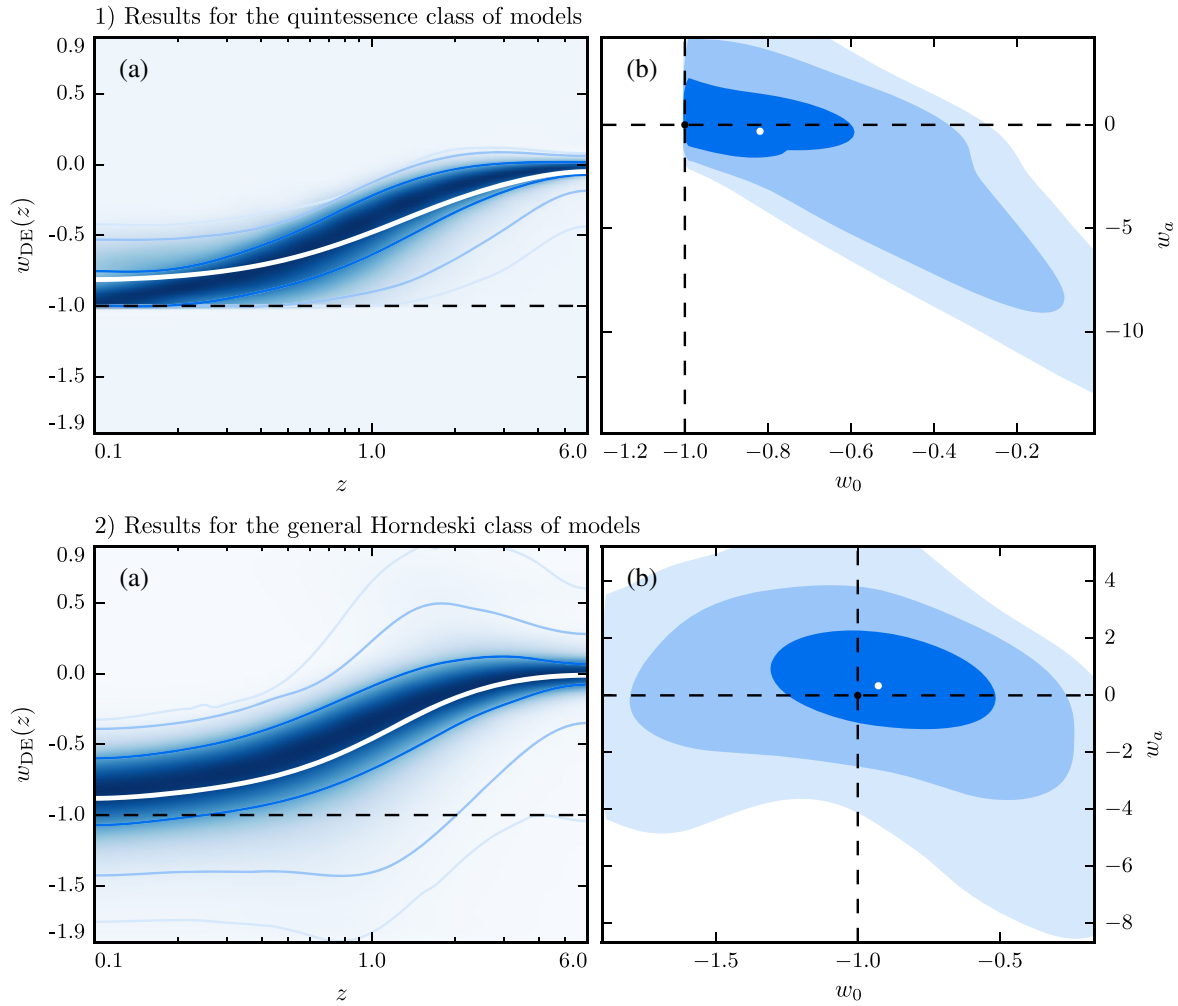 1) Results for the quintessence class of models
(a)
(b)
0.9
0.5
0.0
-0.5
-1.0
-1.5
-1.9
w_DE(z)
0.1
1.0
6.0
z
0
−5
−10
w_a
−1.2
−1.0
−0.8
−0.6
−0.4
−0.2
w_0
2) Results for the general Horndeski class of models
(a)
(b)
0.9
0.5
0.0
-0.5
-1.0
-1.5
-1.9
w_DE(z)
0.1
1.0
6.0
z
4
2
0
−2
−4
−6
−8
w_a
−1.5
−1.0
−0.5
w_0